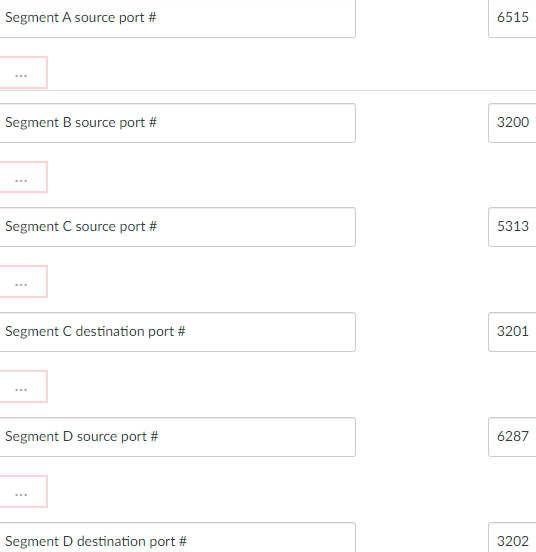 Segment A source port #
6515
...
Segment B source port #
3200
...
Segment C source port #
5313
...
Segment C destination port #
3201
...
Segment D source port #
6287
...
Segment D destination port #
3202